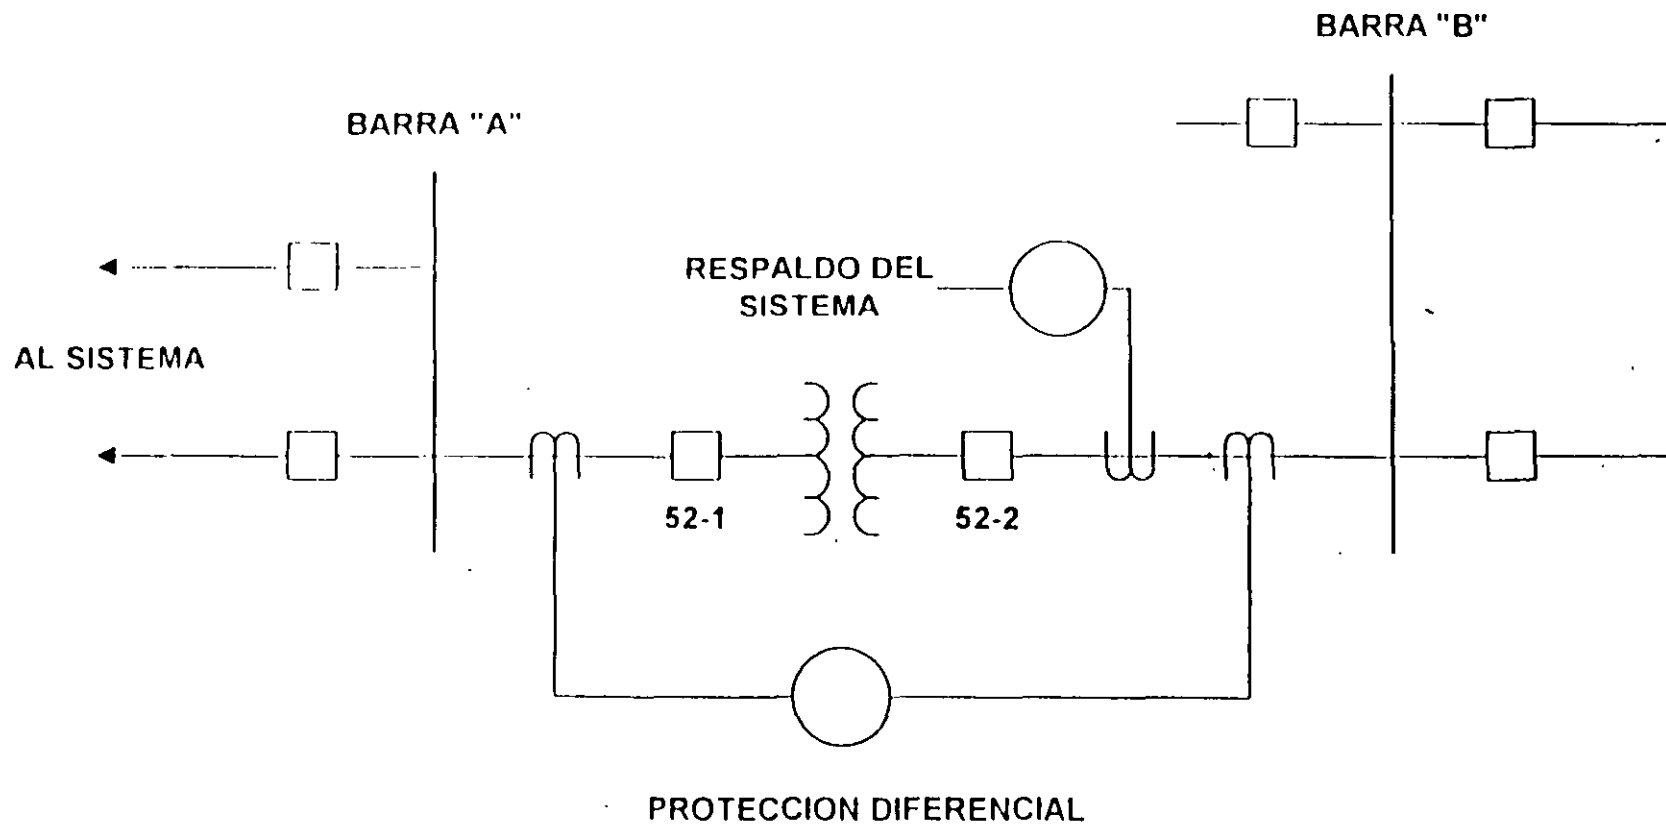 BARRA "B"
BARRA "A"
RESPALDO DEL
SISTEMA
AL SISTEMA
52-1
52-2
PROTECCION DIFERENCIAL